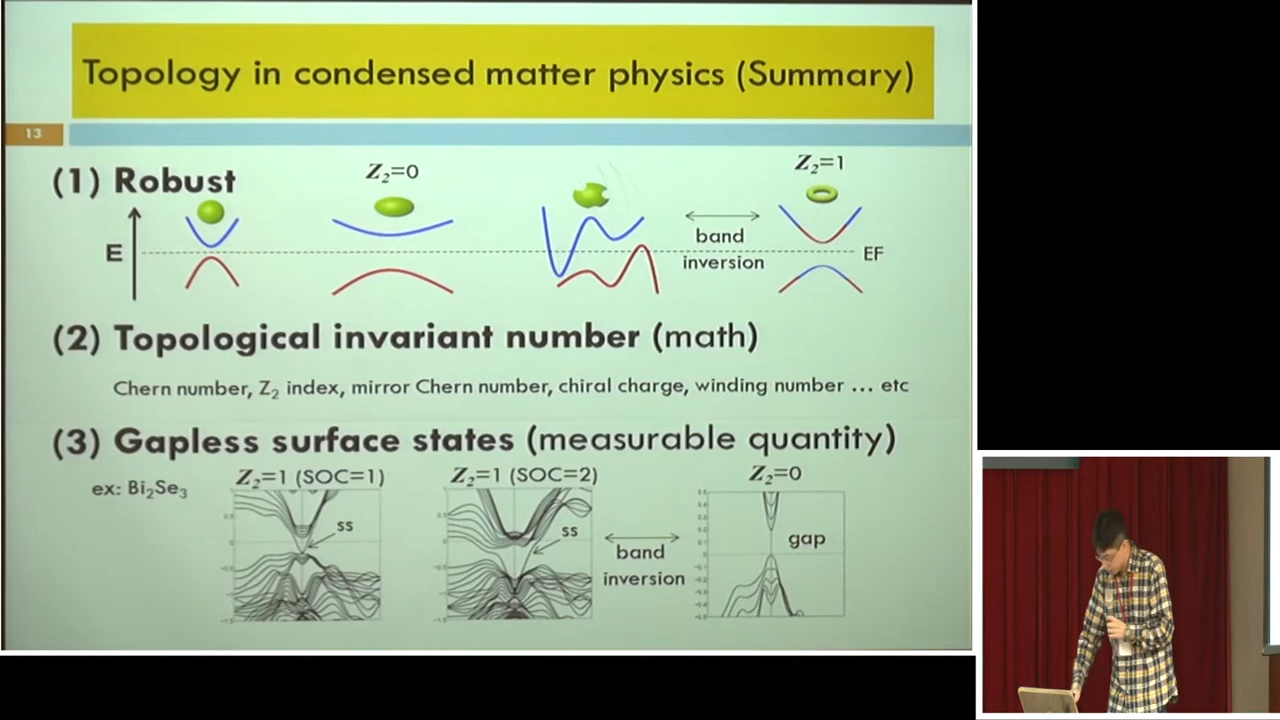 Topology in condensed matter physics (Summary)
13
(1) Robust
Z₂=0
Z₂=1
E
band
inversion
EF
(2) Topological invariant number (math)
Chern number, Z₂ index, mirror Chern number, chiral charge, winding number ... etc
(3) Gapless surface states (measurable quantity)
ex: Bi₂Se₃
Z₂=1 (SOC=1)
Z₂=1 (SOC=2)
Z₂=0
ss
ss
band
inversion
gap